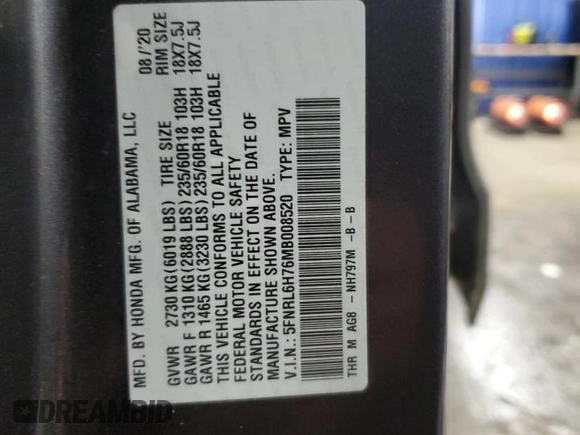 MFD. BY HONDA MFG. OF ALABAMA, LLC 08/'20
GVWR 2730 KG (6019 LBS) TIRE SIZE RIM SIZE
GAWR F 1310 KG (2888 LBS) 235/60R18 103H 18X7.5J
GAWR R 1465 KG (3230 LBS) 235/60R18 103H 18X7.5J
THIS VEHICLE CONFORMS TO ALL APPLICABLE
FEDERAL MOTOR VEHICLE SAFETY
STANDARDS IN EFFECT ON THE DATE OF
MANUFACTURE SHOWN ABOVE.
V.I.N.: 5FNRL6H76MB008520 TYPE: MPV
THR M AG8 - NH797M -B - B
DREAMBID